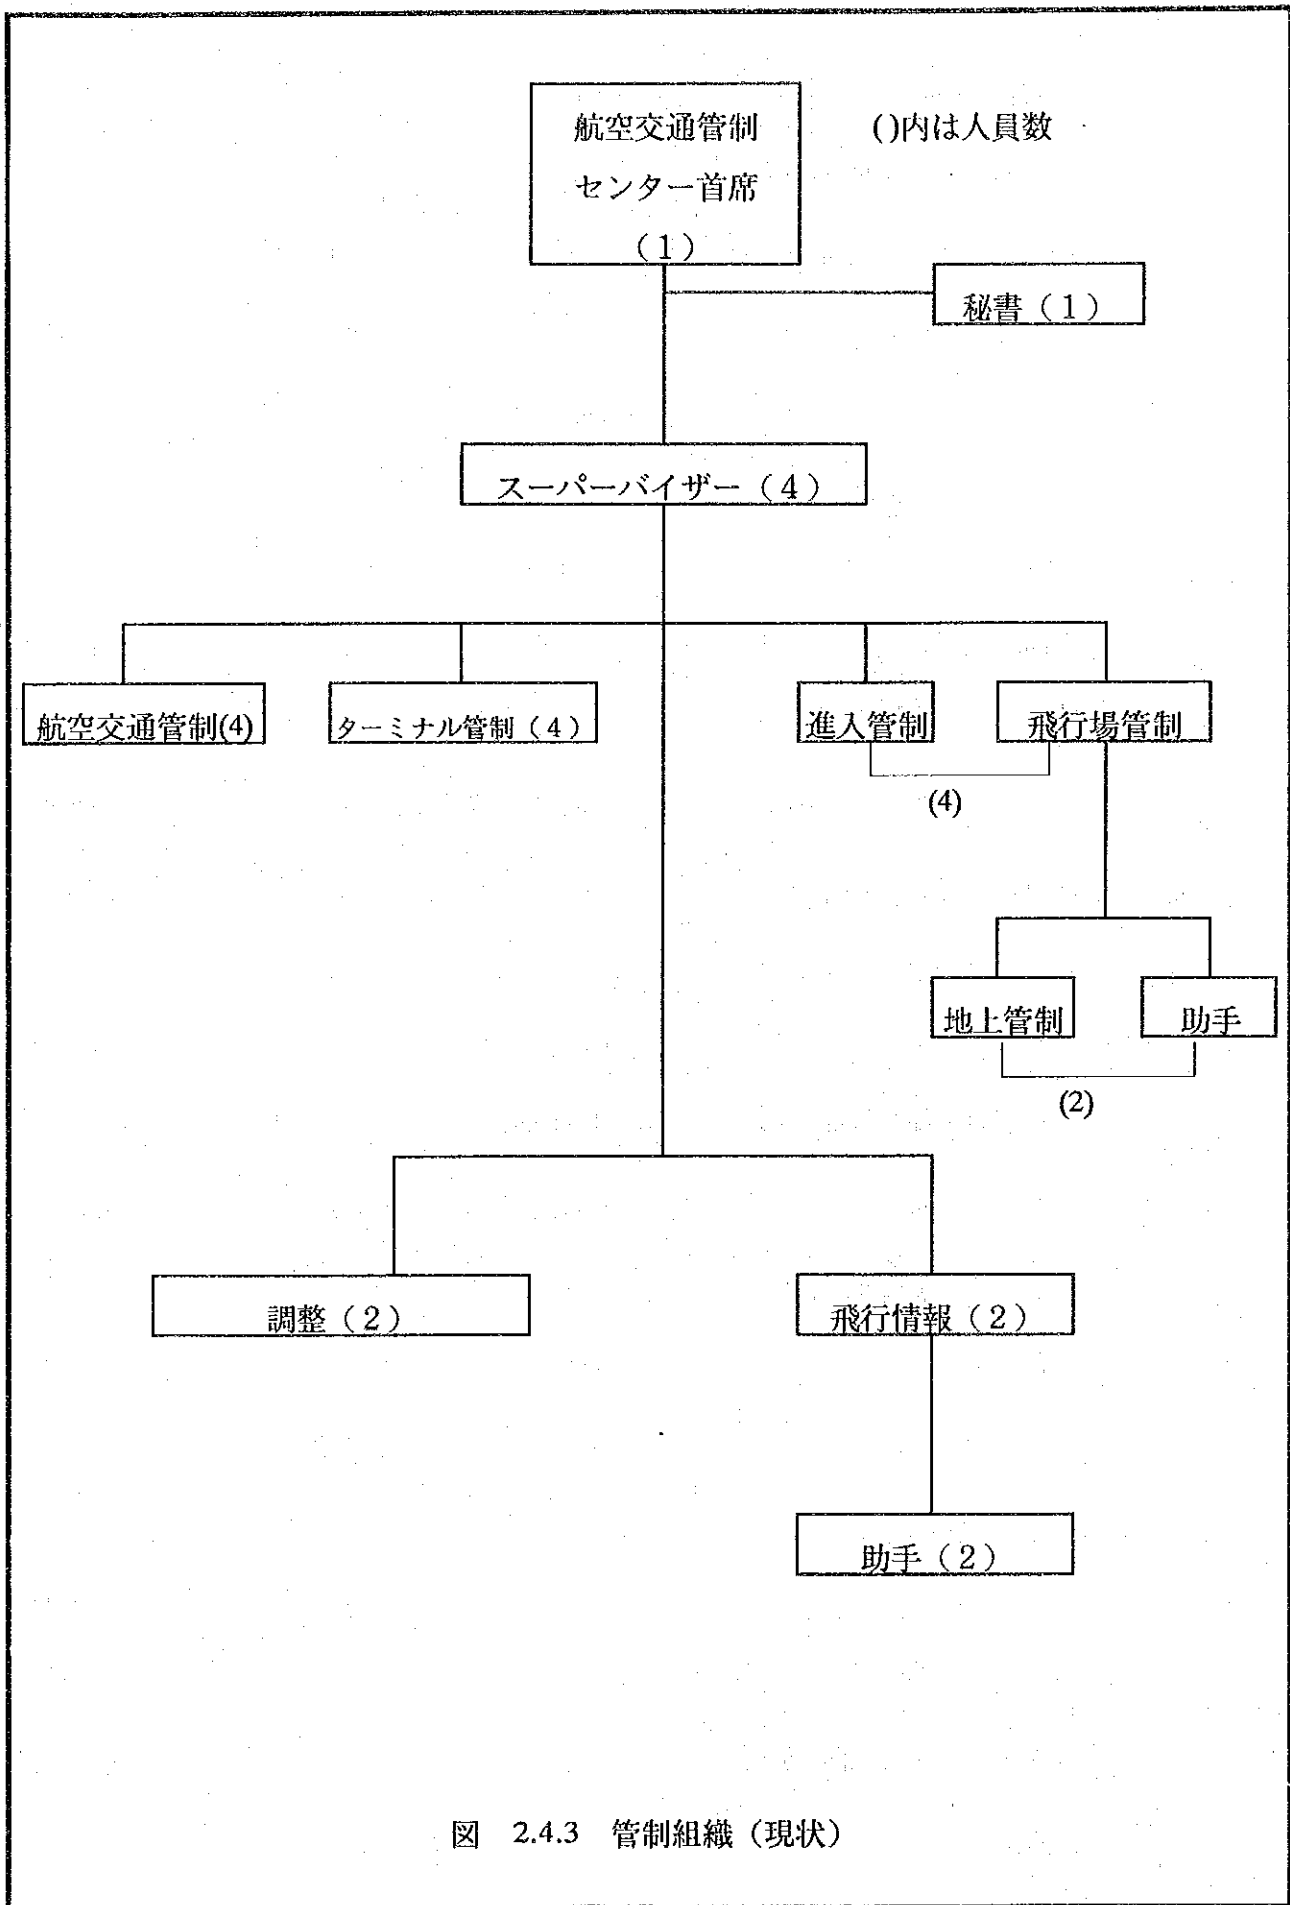 航空交通管制
センター首席
（1）
( )内は人員数
秘書（1）
スーパーバイザー（4）
航空交通管制(4)
ターミナル管制（4）
進入管制
飛行場管制
(4)
地上管制
助手
(2)
調整（2）
飛行情報（2）
助手（2）
図 2.4.3 管制組織（現状）